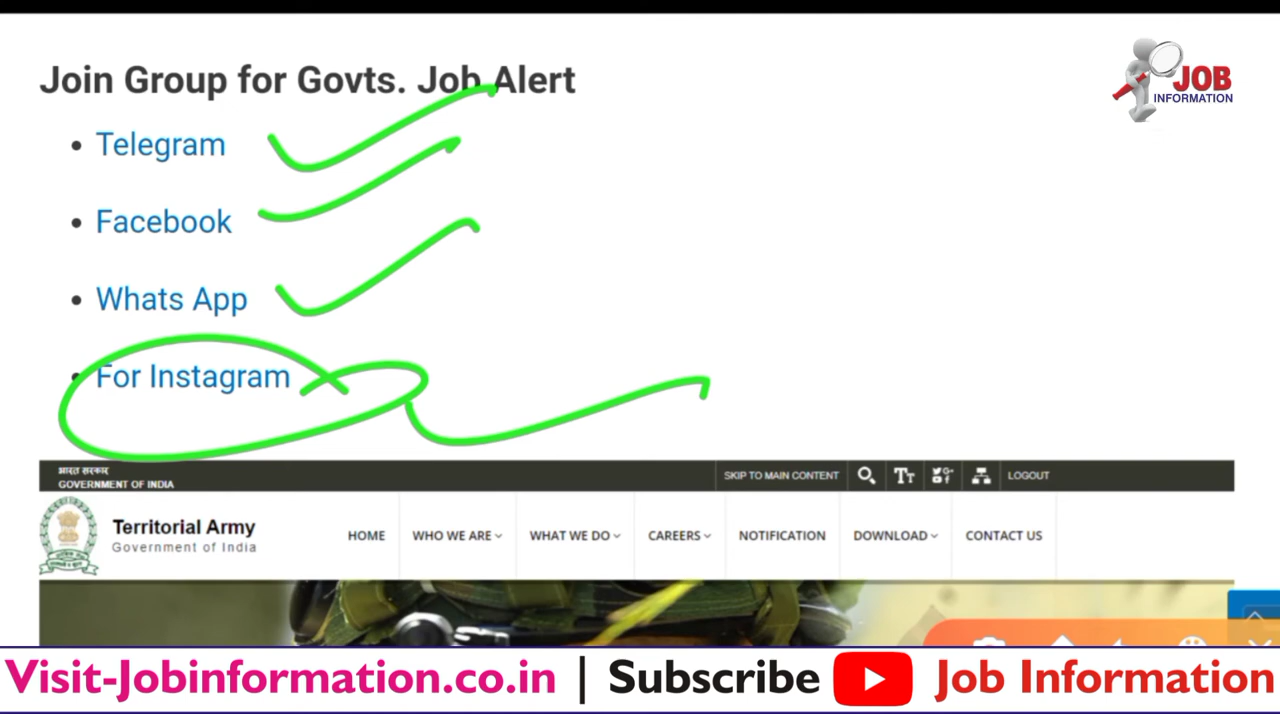 Join Group for Govts. Job Alert
JOB
INFORMATION
Telegram
Facebook
Whats App
For Instagram
भारत सरकार
GOVERNMENT OF INDIA
SKIP TO MAIN CONTENT
LOGOUT
Territorial Army
Government of India
HOME WHO WE ARE WHAT WE DO CAREERS NOTIFICATION DOWNLOAD CONTACT US
Visit-Jobinformation.co.in | Subscribe Job Information